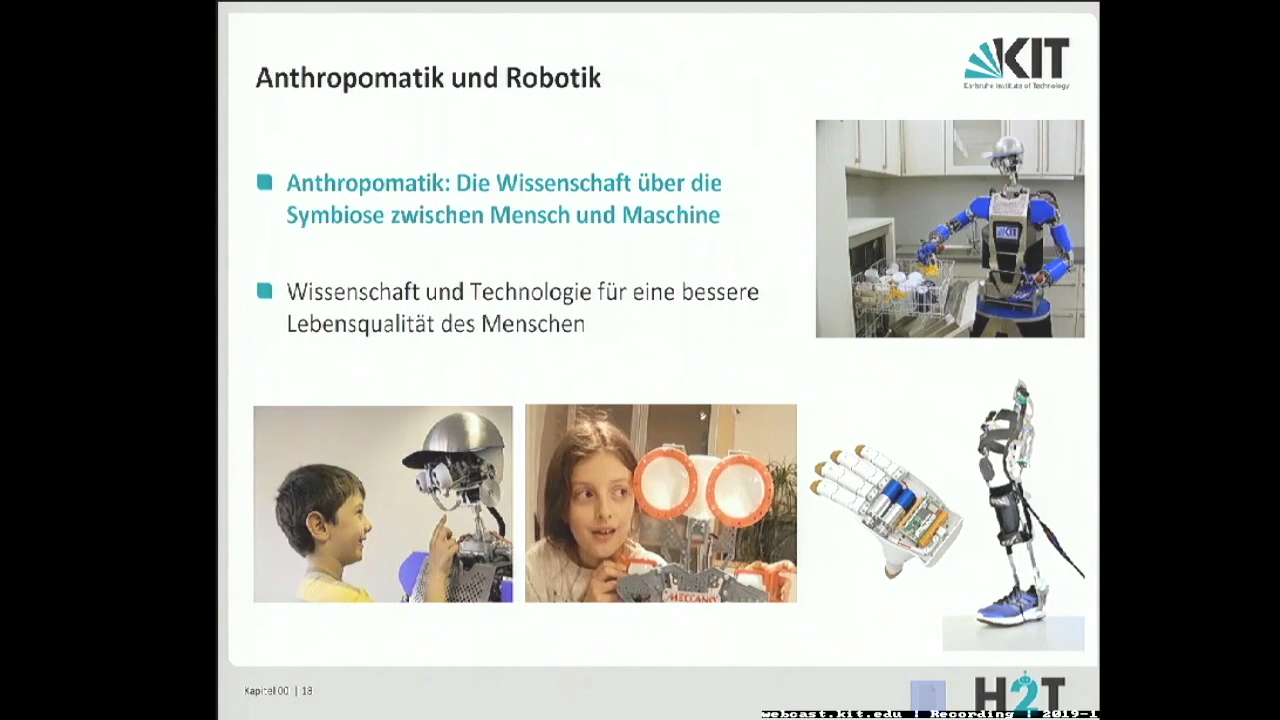 Anthropomatik und Robotik
KIT
Karlsruhe Institute of Technology
Anthropomatik: Die Wissenschaft über die
Symbiose zwischen Mensch und Maschine
Wissenschaft und Technologie für eine bessere
Lebensqualität des Menschen
KIT
MECCANO
Kapitel 00 | 18
H2T
webcast.kit.edu | Recording | 2019-1